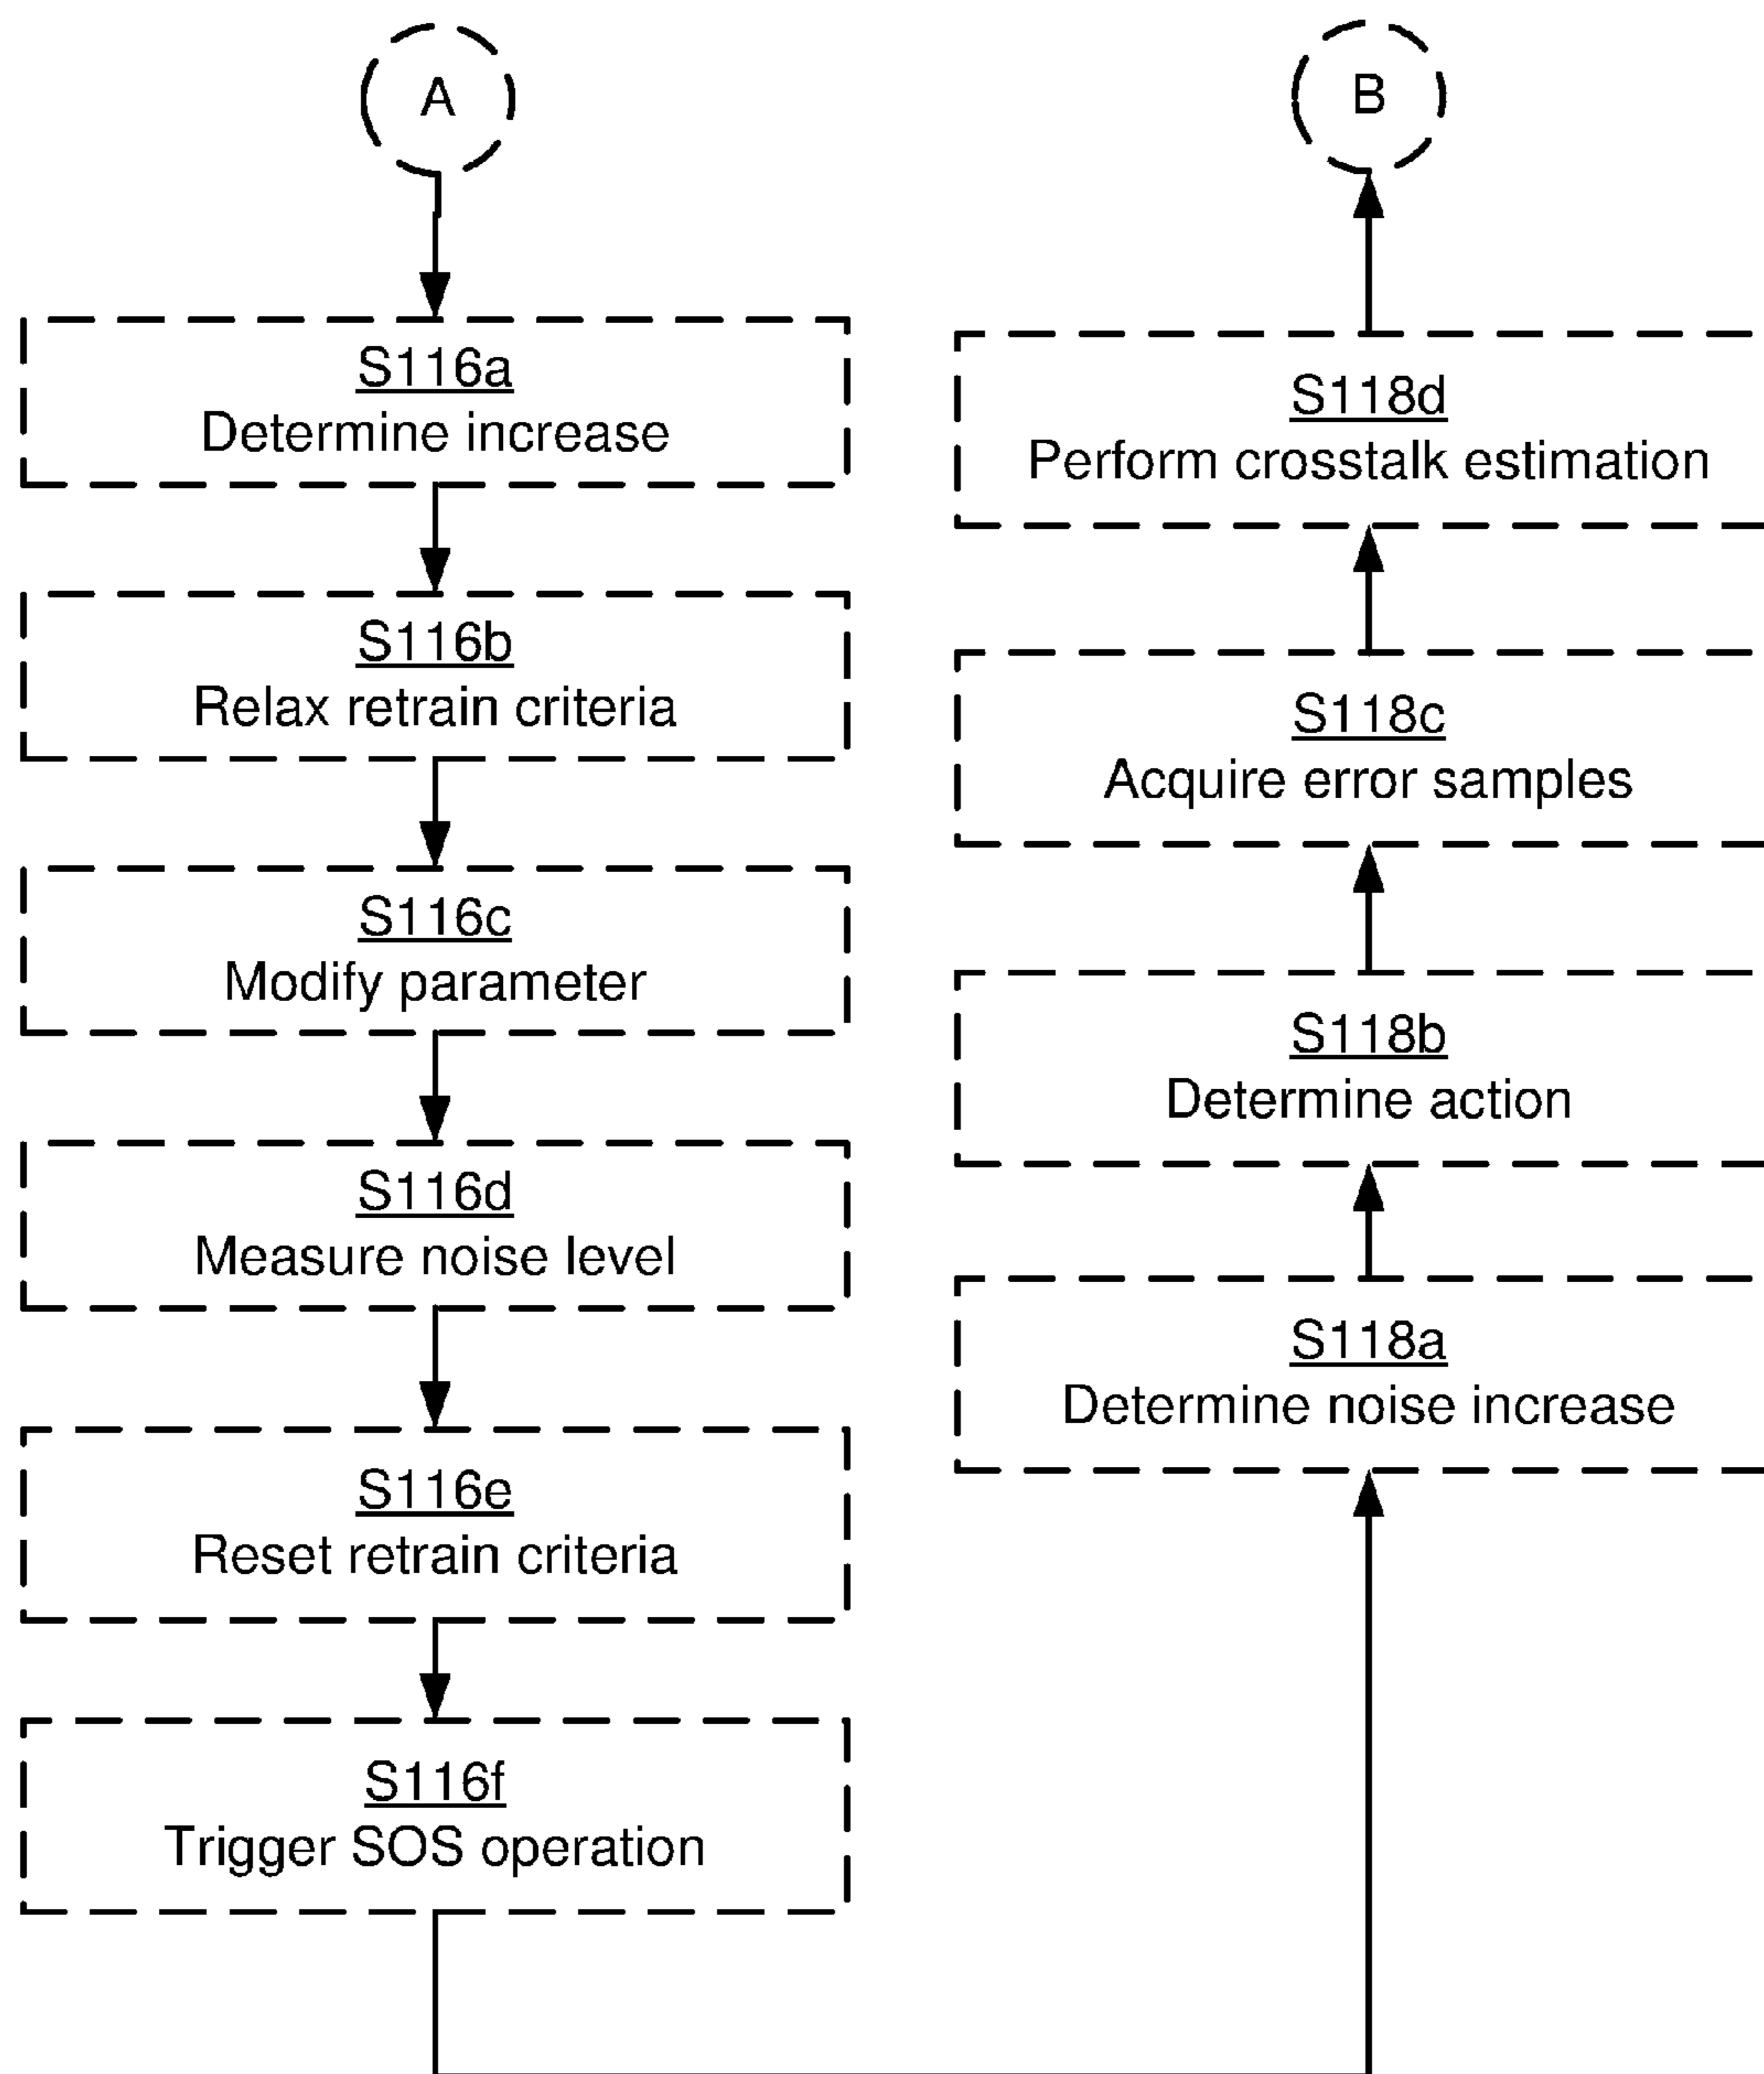 A
S116a
Determine increase
S116b
Relax retrain criteria
S116c
Modify parameter
S116d
Measure noise level
S116e
Reset retrain criteria
S116f
Trigger SOS operation
B
S118d
Perform crosstalk estimation
S118c
Acquire error samples
S118b
Determine action
S118a
Determine noise increase